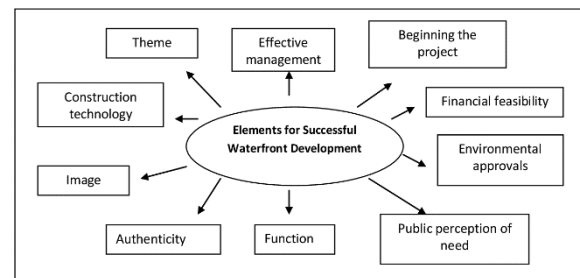 Theme
Effective
management
Beginning the
project
Construction
technology
Financial feasibility
Elements for Successful
Waterfront Development
Environmental
approvals
Image
Authenticity
Function
Public perception of
need